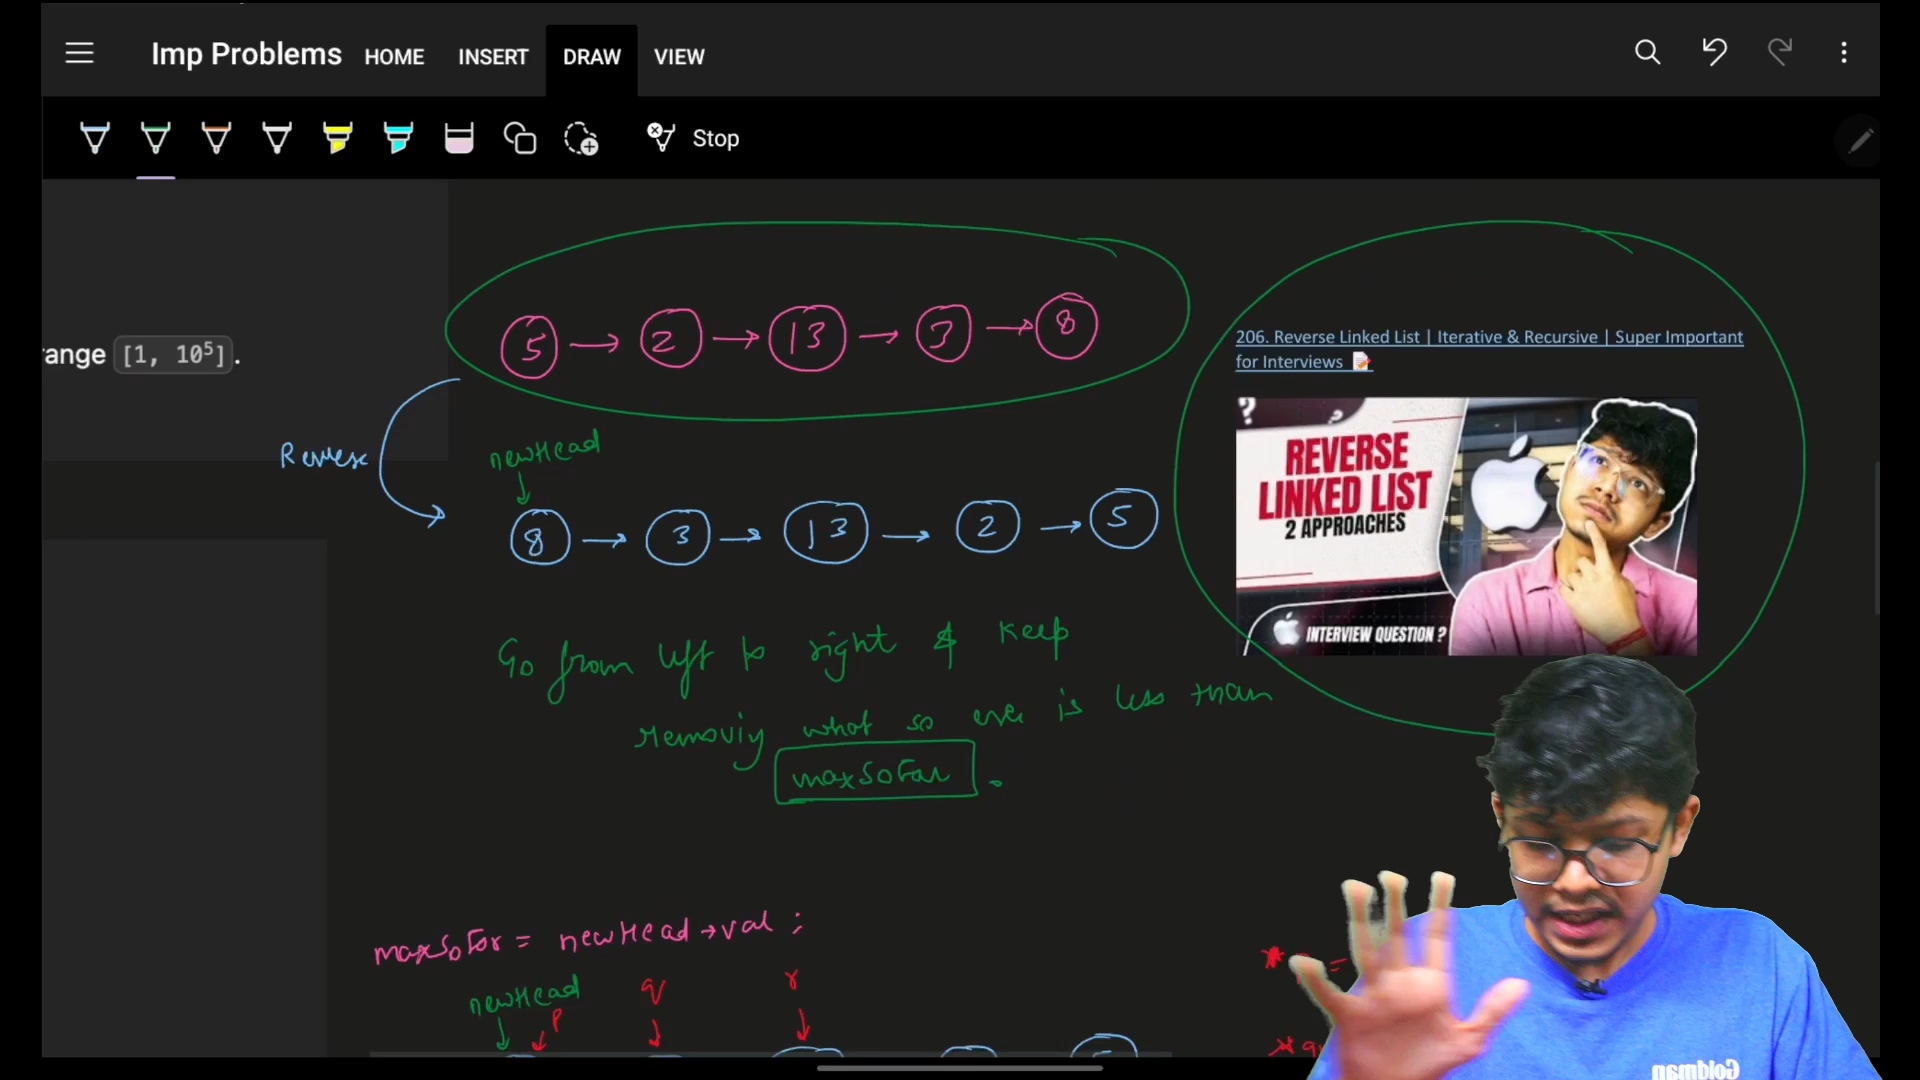 Imp Problems HOME INSERT DRAW VIEW
Stop
ange [1, 10⁵].
5 → 2 → 13 → 3 → 8
Reverse
newHead
8 → 3 → 13 → 2 → 5
206. Reverse Linked List | Iterative & Recursive | Super Important
for Interviews
REVERSE
LINKED LIST
2 APPROACHES
INTERVIEW QUESTION ?
Go from left to right & keep
removiy what so ever is less than
maxSoFar .
maxSoFar = newHead→val ;
newHead
p
q
r
Goldman